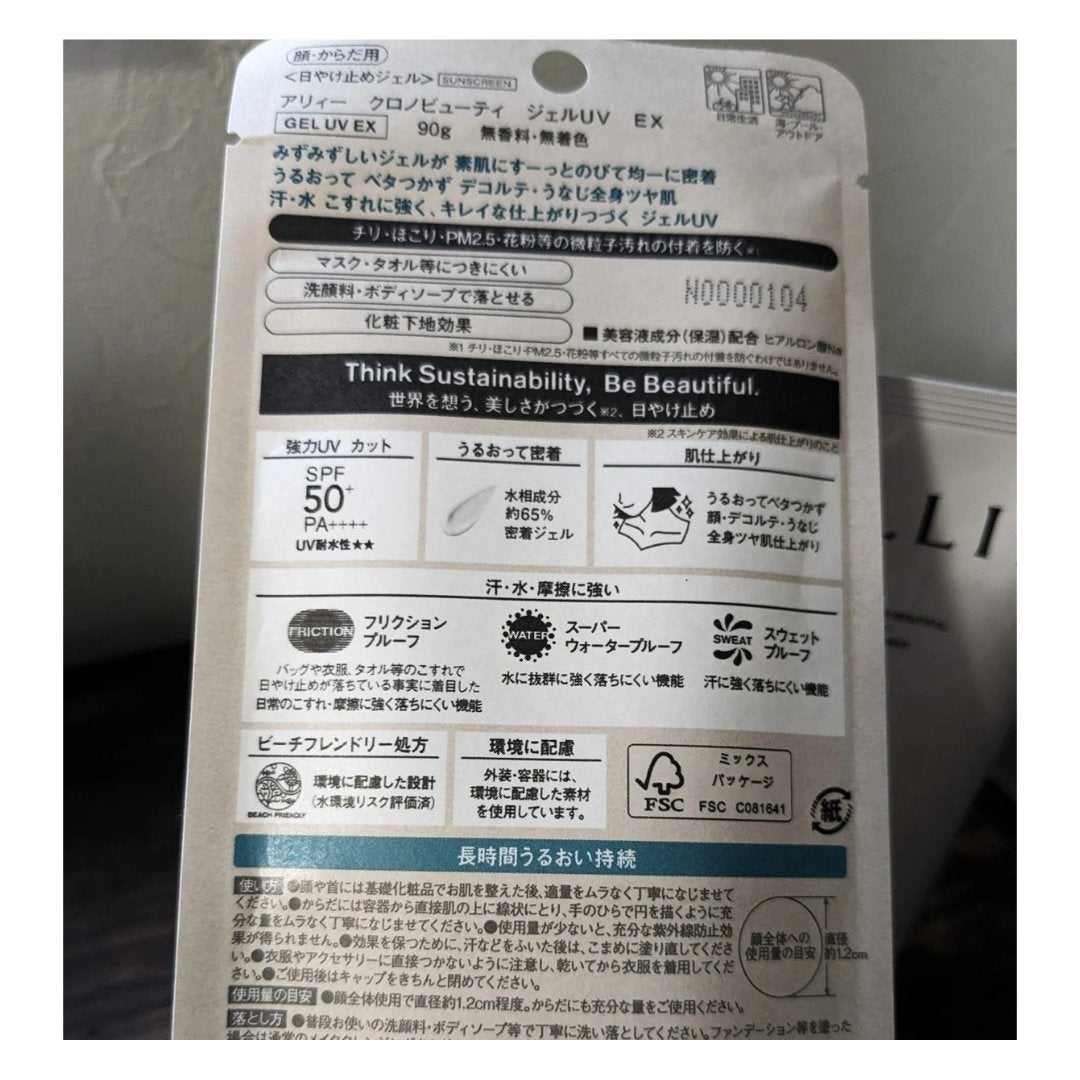 顔・からだ用
<日やけ止めジェル> SUNSCREEN
アリィー クロノビューティ ジェルUV EX
GEL UV EX 90g 無香料・無着色
日常生活
海・プール・アウトドア
みずみずしいジェルが 素肌にすーっとのびて均一に密着
うるおって ベタつかず デコルテ・うなじ全身ツヤ肌
汗・水 こすれに強く、キレイな仕上がりつづく ジェルUV
チリ・ほこり・PM2.5・花粉等の微粒子汚れの付着を防ぐ※1
マスク・タオル等につきにくい
洗顔料・ボディソープで落とせる
化粧下地効果
N0000104
■美容液成分(保湿)配合 ヒアルロン酸Na
※1 チリ・ほこり・PM2.5・花粉等すべての微粒子汚れの付着を防ぐわけではありません。
Think Sustainability, Be Beautiful.
世界を想う、美しさがつづく※2、日やけ止め
※2 スキンケア効果による肌仕上がりのこと
強力UV カット
SPF
50+
PA++++
UV耐水性★★
うるおって密着
水相成分
約65%
密着ジェル
肌仕上がり
うるおってベタつかず
顔・デコルテ・うなじ
全身ツヤ肌仕上がり
汗・水・摩擦に強い
FRICTION
フリクション
プルーフ
バッグや衣服、タオル等のこすれで
日やけ止めが落ちている事実に着目した
日常のこすれ・摩擦に強く落ちにくい機能
WATER
スーパー
ウォータープルーフ
水に抜群に強く落ちにくい機能
SWEAT
スウェット
プルーフ
汗に強く落ちにくい機能
ビーチフレンドリー処方
BEACH FRIENDLY
環境に配慮した設計
(水環境リスク評価済)
環境に配慮
外装・容器には、
環境に配慮した素材
を使用しています。
FSC
ミックス
パッケージ
FSC C081641
紙
長時間うるおい持続
使い方 ●顔や首には基礎化粧品でお肌を整えた後、適量をムラなく丁寧になじませて
ください。●からだには容器から直接肌の上に線状にとり、手のひらで円を描くように充
分な量をムラなく丁寧になじませてください。●使用量が少ないと、充分な紫外線防止効
果が得られません。●効果を保つために、汗などをふいた後は、こまめに塗り直してくださ
い。●衣服やアクセサリーに直接つかないように注意し、乾いてから衣服を着用してくだ
さい。●ご使用後はキャップをきちんと閉めてください。
顔全体への
使用量の目安
直径
約1.2cm
使用量の目安 ●顔全体使用で直径約1.2cm程度。からだにも充分な量をご使用ください。
落とし方 ●普段お使いの洗顔料・ボディソープ等で丁寧に洗い落としてください。ファンデーション等を塗った
LLI